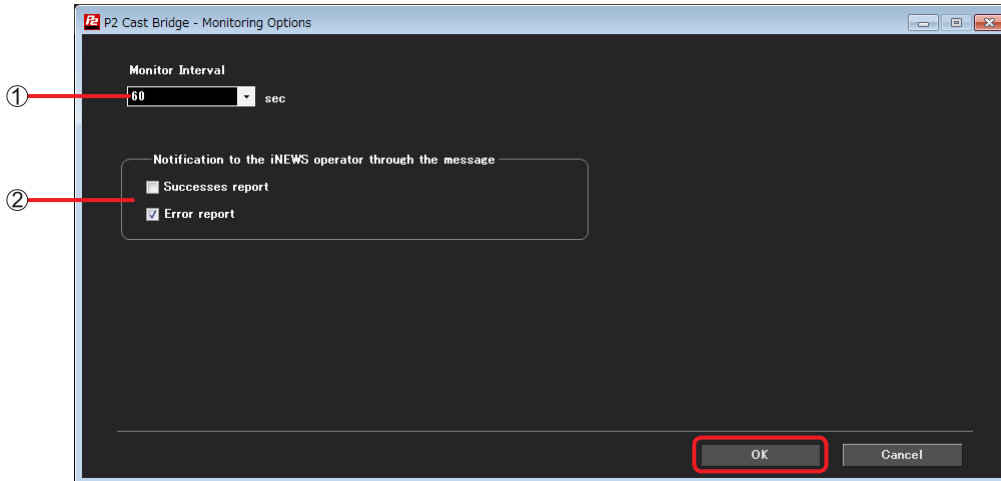 P2 P2 Cast Bridge - Monitoring Options
Monitor Interval
① 60 sec
Notification to the iNEWS operator through the message
② Successes report
Error report
OK Cancel